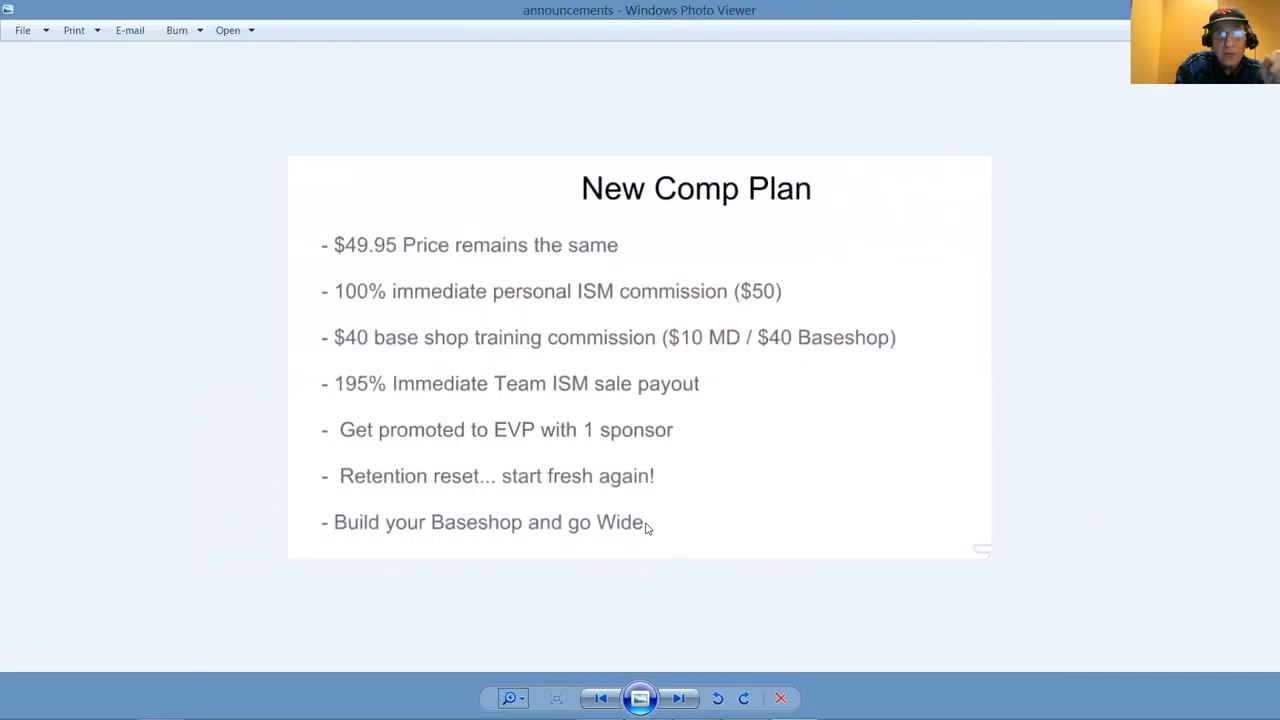 announcements - Windows Photo Viewer
File Print E-mail Burn Open
New Comp Plan
- $49.95 Price remains the same
- 100% immediate personal ISM commission ($50)
- $40 base shop training commission ($10 MD / $40 Baseshop)
- 195% Immediate Team ISM sale payout
- Get promoted to EVP with 1 sponsor
- Retention reset... start fresh again!
- Build your Baseshop and go Wide